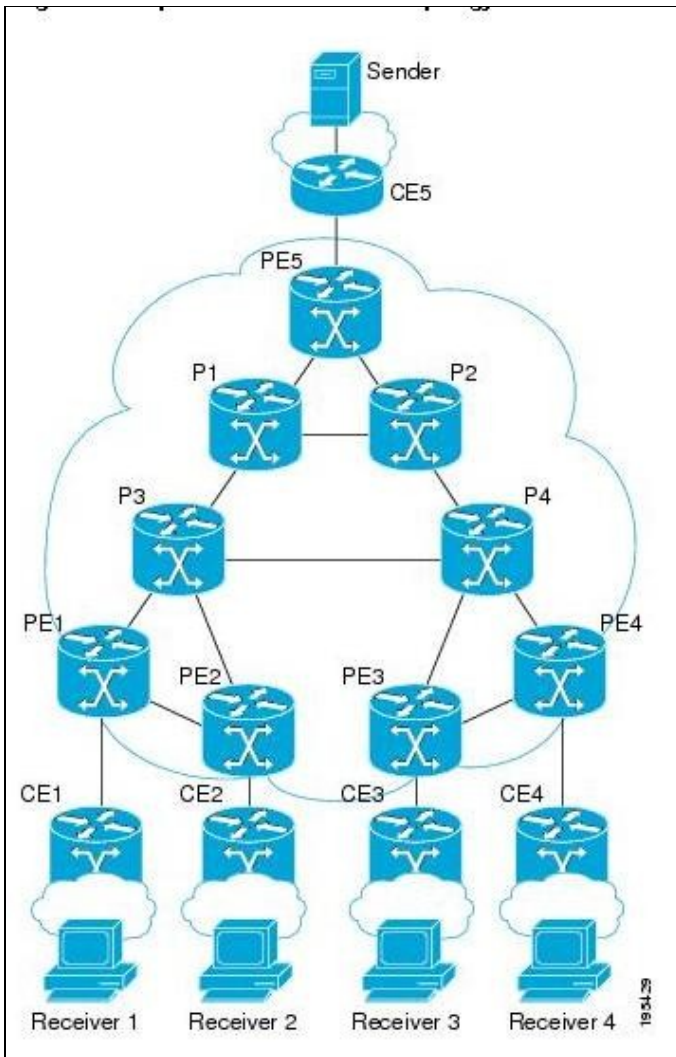 Sender
CE5
PE5
P1 P2
P3 P4
PE1 PE4
PE2 PE3
CE1 CE2 CE3 CE4
195429
Receiver 1 Receiver 2 Receiver 3 Receiver 4